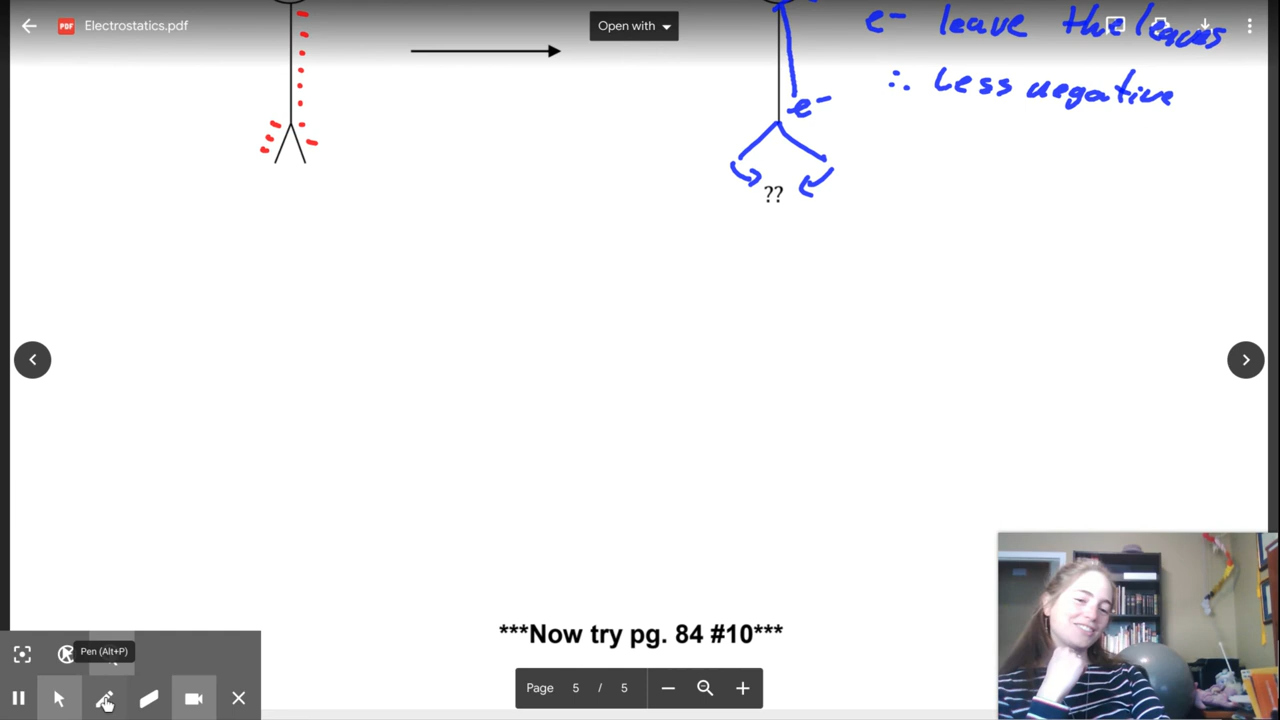 Electrostatics.pdf
Open with
e- leave the leaves
∴ Less negative
e-
??
***Now try pg. 84 #10***
Pen (Alt+P)
Page 5 / 5